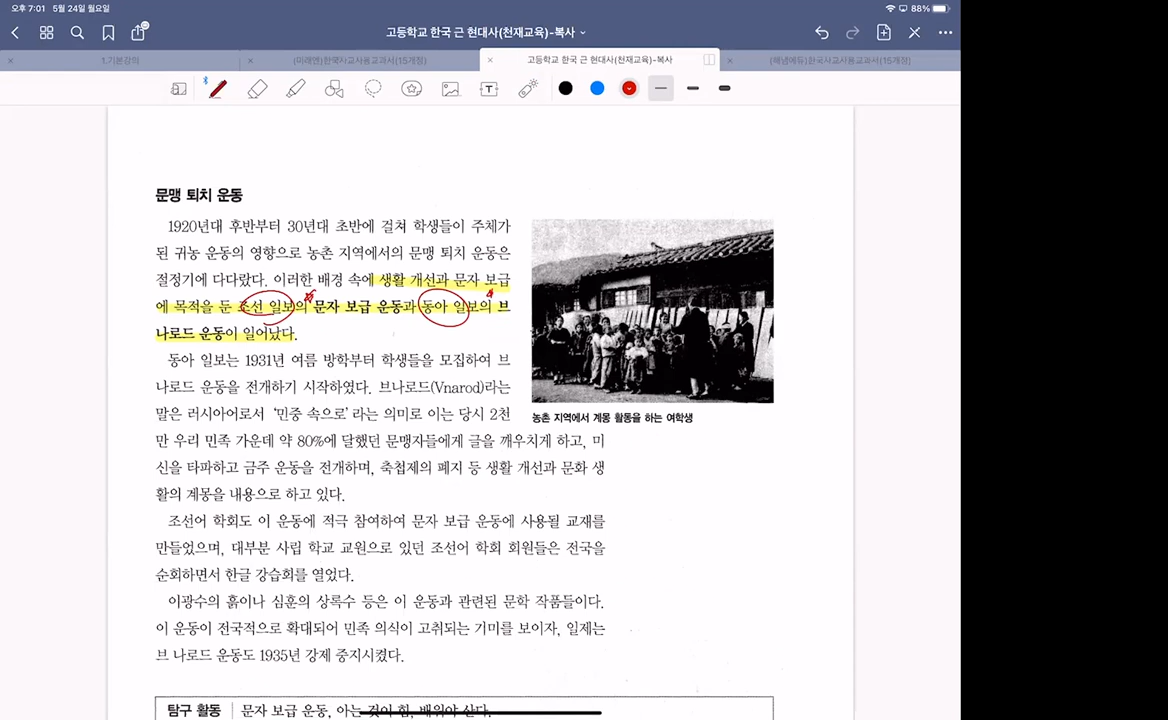 오후 7:01 5월 24일 월요일
88%
고등학교 한국 근 현대사(천재교육)-복사
1.기본강의
(미래엔)한국사교사용교과서(15개정)
고등학교 한국 근 현대사(천재교육)-복사
[해냄에듀]한국사교사용교과서[15개정]
문맹 퇴치 운동
1920년대 후반부터 30년대 초반에 걸쳐 학생들이 주체가
된 귀농 운동의 영향으로 농촌 지역에서의 문맹 퇴치 운동은
절정기에 다다랐다. 이러한 배경 속에 생활 개선과 문자 보급
에 목적을 둔 조선 일보의 문자 보급 운동과 동아 일보의 브
나로드 운동이 일어났다.
동아 일보는 1931년 여름 방학부터 학생들을 모집하여 브
나로드 운동을 전개하기 시작하였다. 브나로드(Vnarod)라는
말은 러시아어로서 '민중 속으로' 라는 의미로 이는 당시 2천
만 우리 민족 가운데 약 80%에 달했던 문맹자들에게 글을 깨우치게 하고, 미
신을 타파하고 금주 운동을 전개하며, 축첩제의 폐지 등 생활 개선과 문화 생
활의 계몽을 내용으로 하고 있다.
조선어 학회도 이 운동에 적극 참여하여 문자 보급 운동에 사용될 교재를
만들었으며, 대부분 사립 학교 교원으로 있던 조선어 학회 회원들은 전국을
순회하면서 한글 강습회를 열었다.
이광수의 흙이나 심훈의 상록수 등은 이 운동과 관련된 문학 작품들이다.
이 운동이 전국적으로 확대되어 민족 의식이 고취되는 기미를 보이자, 일제는
브 나로드 운동도 1935년 강제 중지시켰다.
농촌 지역에서 계몽 활동을 하는 여학생
탐구 활동 문자 보급 운동, 아는 것이 힘, 배워야 산다.